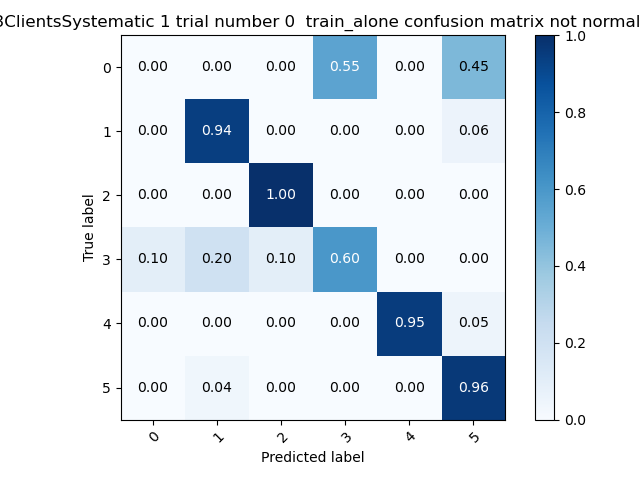 3ClientsSystematic 1 trial number 0 train_alone confusion matrix not normal
0 0.00 0.00 0.00 0.55 0.00 0.45
1 0.00 0.94 0.00 0.00 0.00 0.06
2 0.00 0.00 1.00 0.00 0.00 0.00
3 0.10 0.20 0.10 0.60 0.00 0.00
4 0.00 0.00 0.00 0.00 0.95 0.05
5 0.00 0.04 0.00 0.00 0.00 0.96
0 1 2 3 4 5
Predicted label
True label
1.0
0.8
0.6
0.4
0.2
0.0